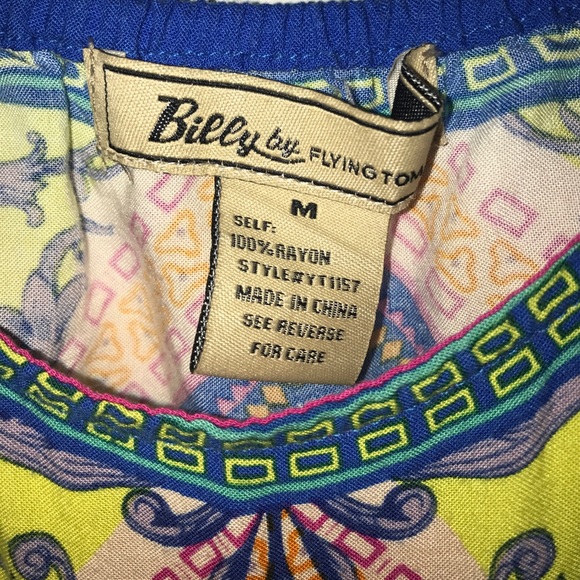 Billy by FLYING TOM
M
SELF:
100% RAYON
STYLE#YT1157
MADE IN CHINA
SEE REVERSE
FOR CARE